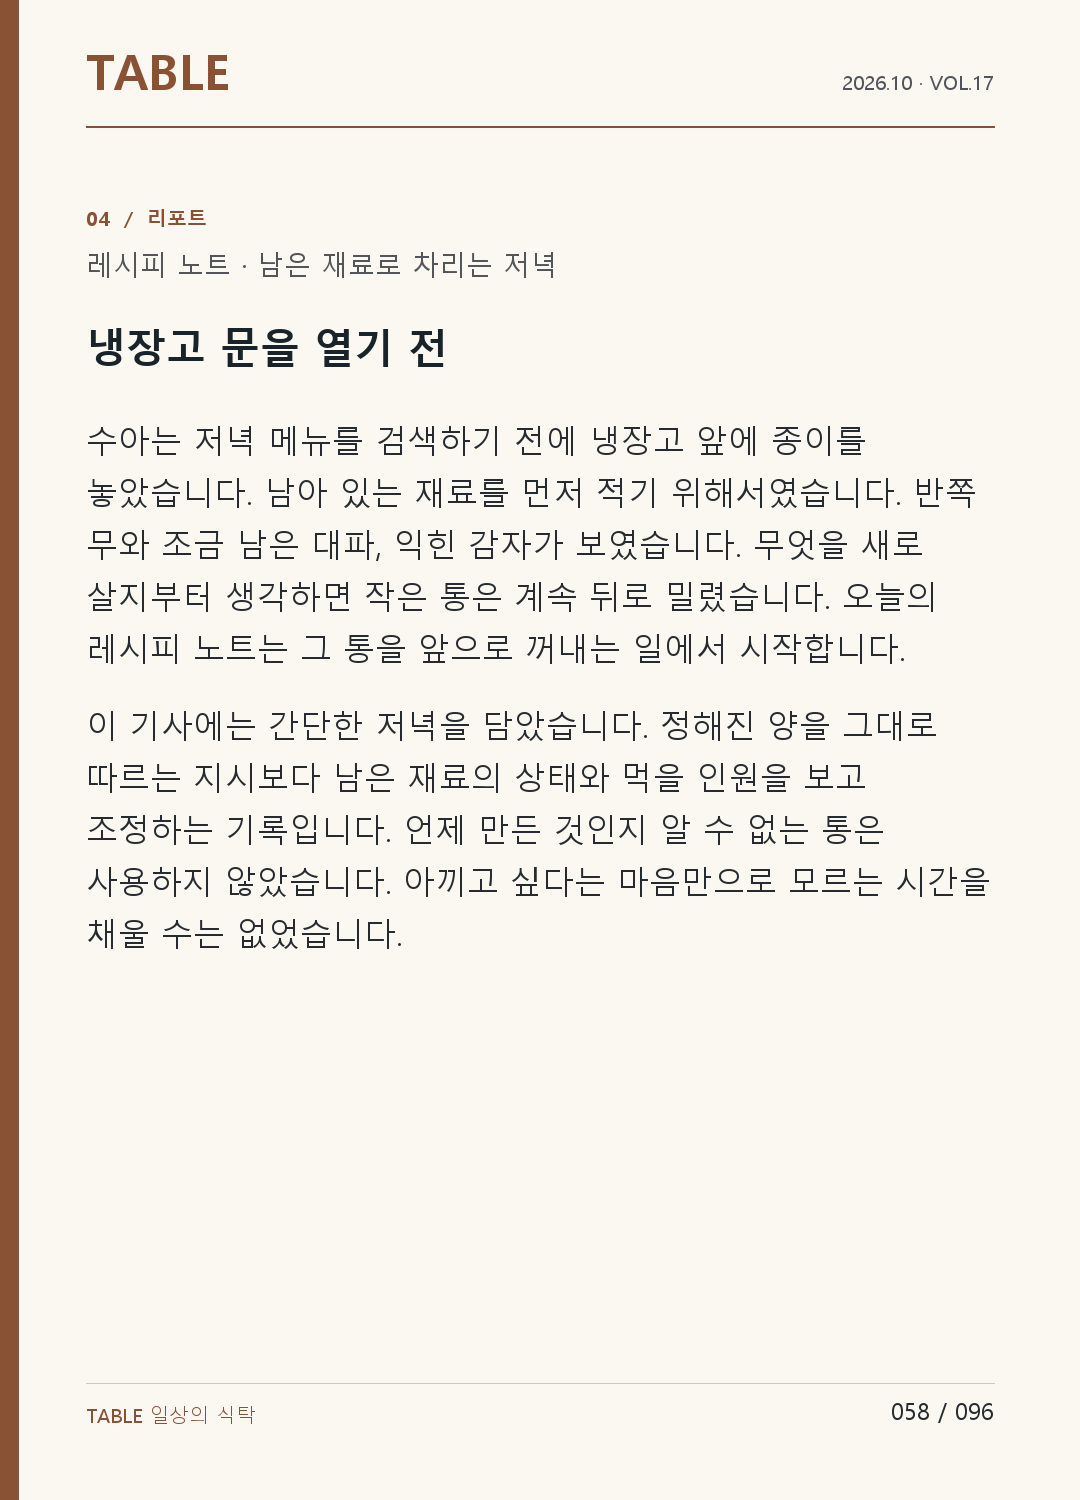 TABLE
2026.10 · VOL.17
04 / 리포트
레시피 노트 · 남은 재료로 차리는 저녁
냉장고 문을 열기 전
수아는 저녁 메뉴를 검색하기 전에 냉장고 앞에 종이를
놓았습니다. 남아 있는 재료를 먼저 적기 위해서였습니다. 반쪽
무와 조금 남은 대파, 익힌 감자가 보였습니다. 무엇을 새로
살지부터 생각하면 작은 통은 계속 뒤로 밀렸습니다. 오늘의
레시피 노트는 그 통을 앞으로 꺼내는 일에서 시작합니다.
이 기사에는 간단한 저녁을 담았습니다. 정해진 양을 그대로
따르는 지시보다 남은 재료의 상태와 먹을 인원을 보고
조정하는 기록입니다. 언제 만든 것인지 알 수 없는 통은
사용하지 않았습니다. 아끼고 싶다는 마음만으로 모르는 시간을
채울 수는 없었습니다.
TABLE 일상의 식탁
058 / 096